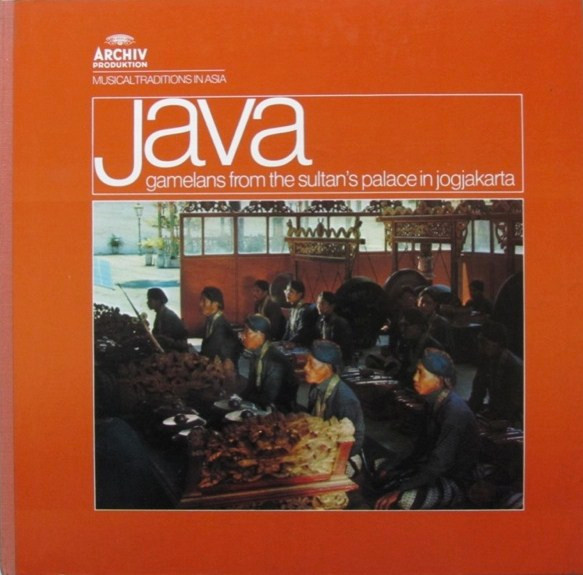 ARCHIV
PRODUKTION
MUSICAL TRADITIONS IN ASIA
java
gamelans from the sultan's palace in jogjakarta